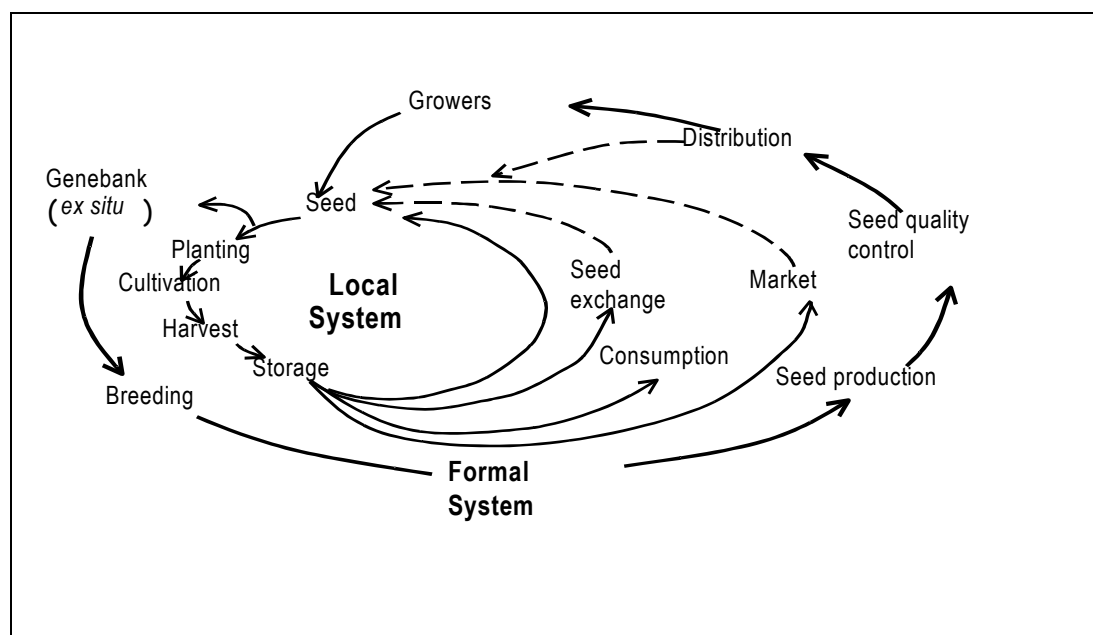 Growers
Distribution
Genebank
( ex situ )
Seed
Seed quality
control
Planting
Cultivation
Seed
exchange
Market
Local
System
Harvest
Storage
Consumption
Breeding
Seed production
Formal
System